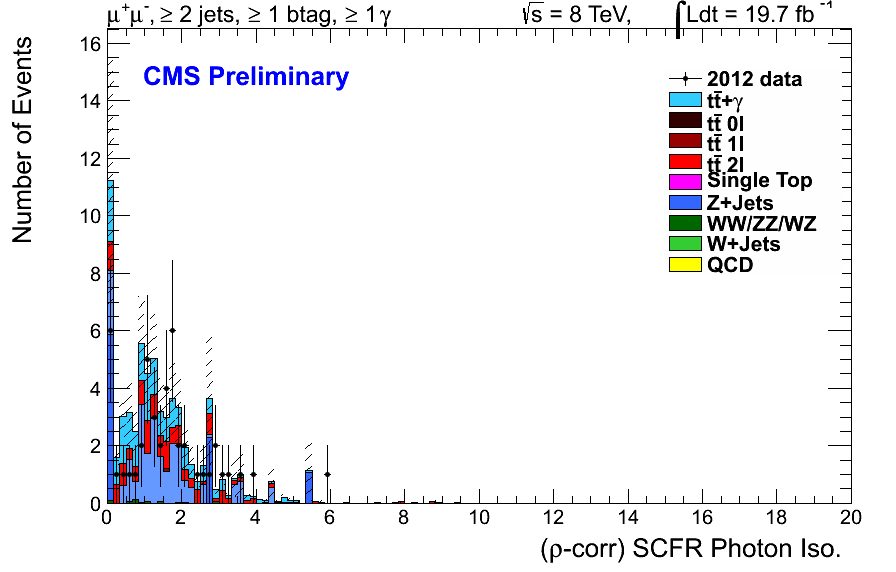 μ⁺μ⁻, ≥ 2 jets, ≥ 1 btag, ≥ 1 γ
√s = 8 TeV, ∫Ldt = 19.7 fb⁻¹
CMS Preliminary
Number of Events
16
14
12
10
8
6
4
2
0
2012 data
tt̄+γ
tt̄ 0l
tt̄ 1l
tt̄ 2l
Single Top
Z+Jets
WW/ZZ/WZ
W+Jets
QCD
0 2 4 6 8 10 12 14 16 18 20
(ρ-corr) SCFR Photon Iso.